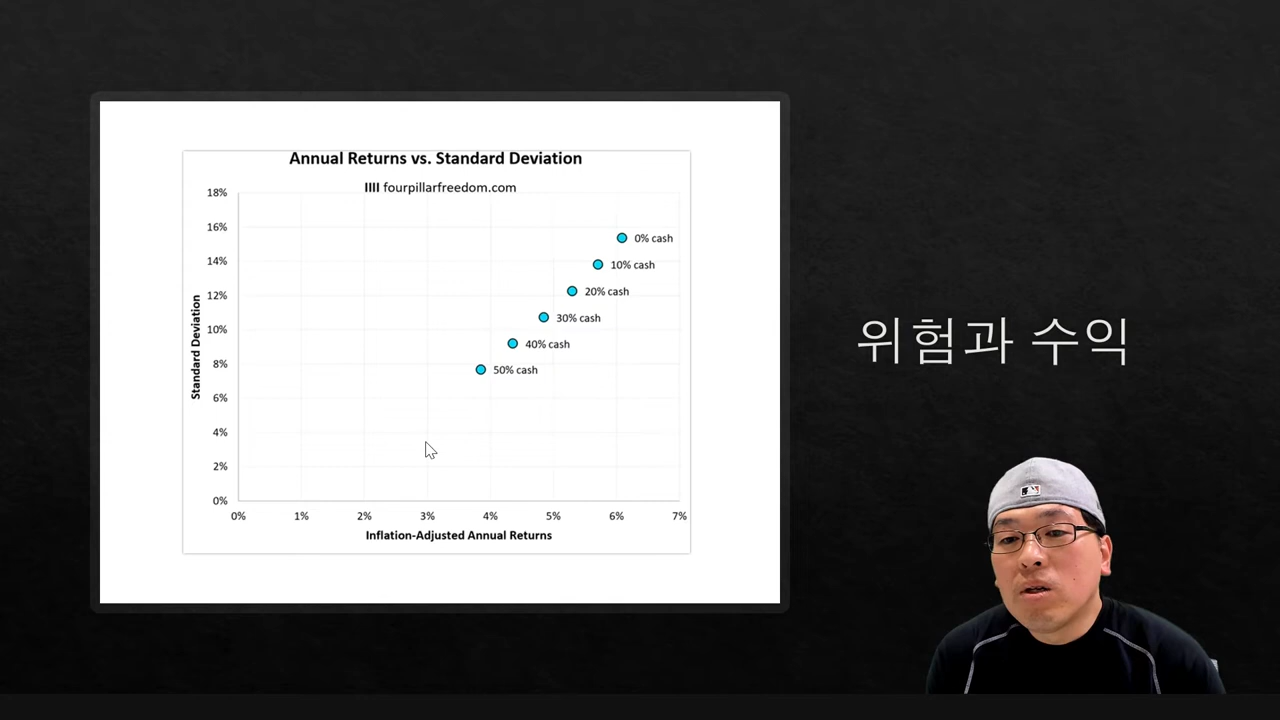 Annual Returns vs. Standard Deviation
IIII fourpillarfreedom.com
18%
16%
14%
12%
10%
8%
6%
4%
2%
0%
Standard Deviation
0% cash
10% cash
20% cash
30% cash
40% cash
50% cash
0% 1% 2% 3% 4% 5% 6% 7%
Inflation-Adjusted Annual Returns
위험과 수익